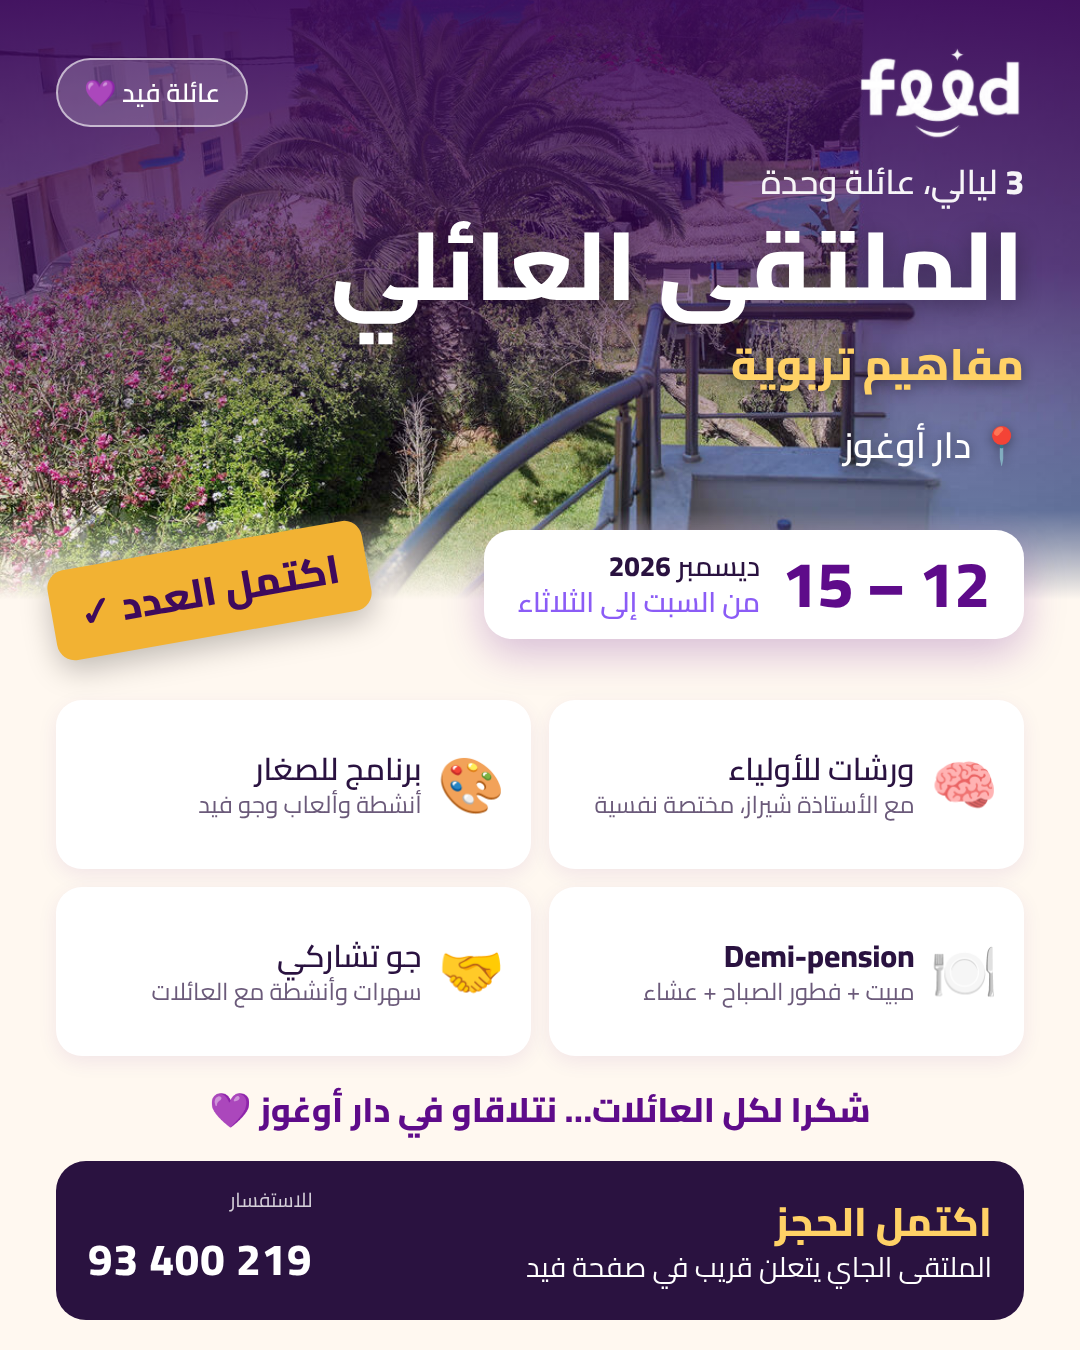 feed
عائلة فيد 💜
3 ليالي، عائلة وحدة
الملتقى العائلي
مفاهيم تربوية
📍 دار أوغوز
12 – 15
ديسمبر 2026
من السبت إلى الثلاثاء
اكتمل العدد ✓
ورشات للأولياء
مع الأستاذة شيراز، مختصة نفسية
برنامج للصغار
أنشطة وألعاب وجو فيد
Demi-pension
مبيت + فطور الصباح + عشاء
جو تشاركي
سهرات وأنشطة مع العائلات
شكرا لكل العائلات... نتلاقاو في دار أوغوز 💜
اكتمل الحجز
الملتقى الجاي يتعلن قريب في صفحة فيد
للاستفسار
93 400 219